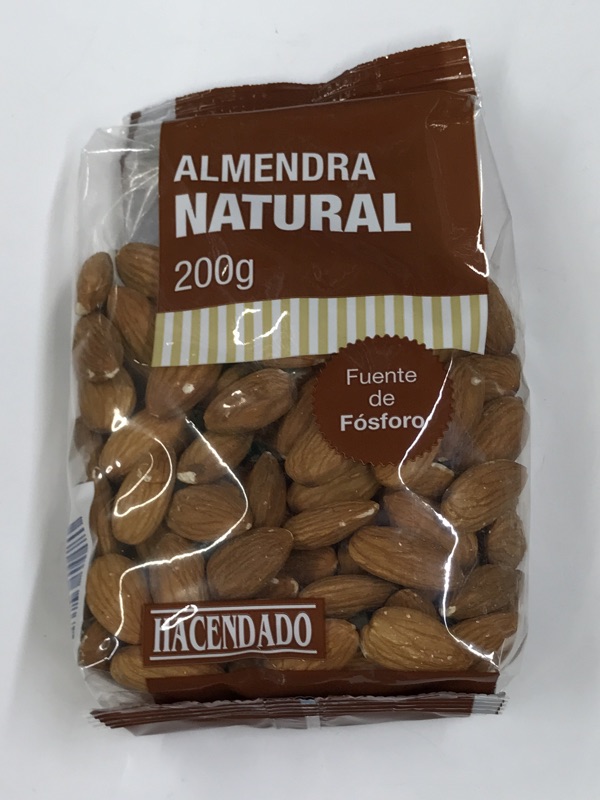 ALMENDRA
NATURAL
200g
Fuente
de
Fósforo
HACENDADO